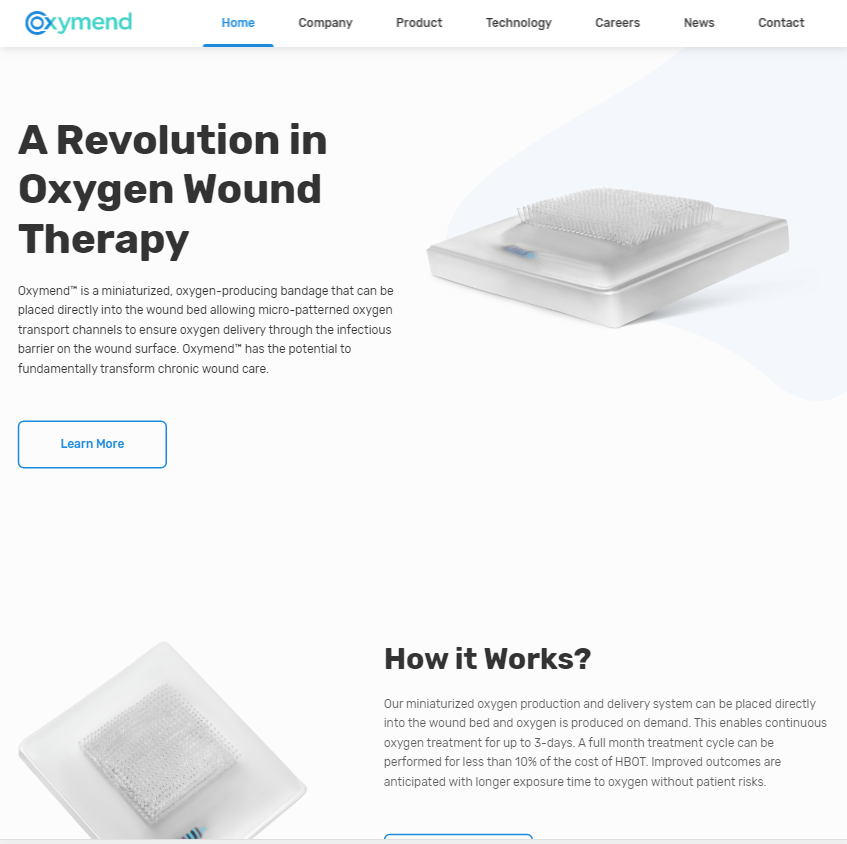 Oxymend
Home
Company
Product
Technology
Careers
News
Contact
A Revolution in
Oxygen Wound
Therapy
Oxymend™ is a miniaturized, oxygen-producing bandage that can be
placed directly into the wound bed allowing micro-patterned oxygen
transport channels to ensure oxygen delivery through the infectious
barrier on the wound surface. Oxymend™ has the potential to
fundamentally transform chronic wound care.
Learn More
How it Works?
Our miniaturized oxygen production and delivery system can be placed directly
into the wound bed and oxygen is produced on demand. This enables continuous
oxygen treatment for up to 3-days. A full month treatment cycle can be
performed for less than 10% of the cost of HBOT. Improved outcomes are
anticipated with longer exposure time to oxygen without patient risks.